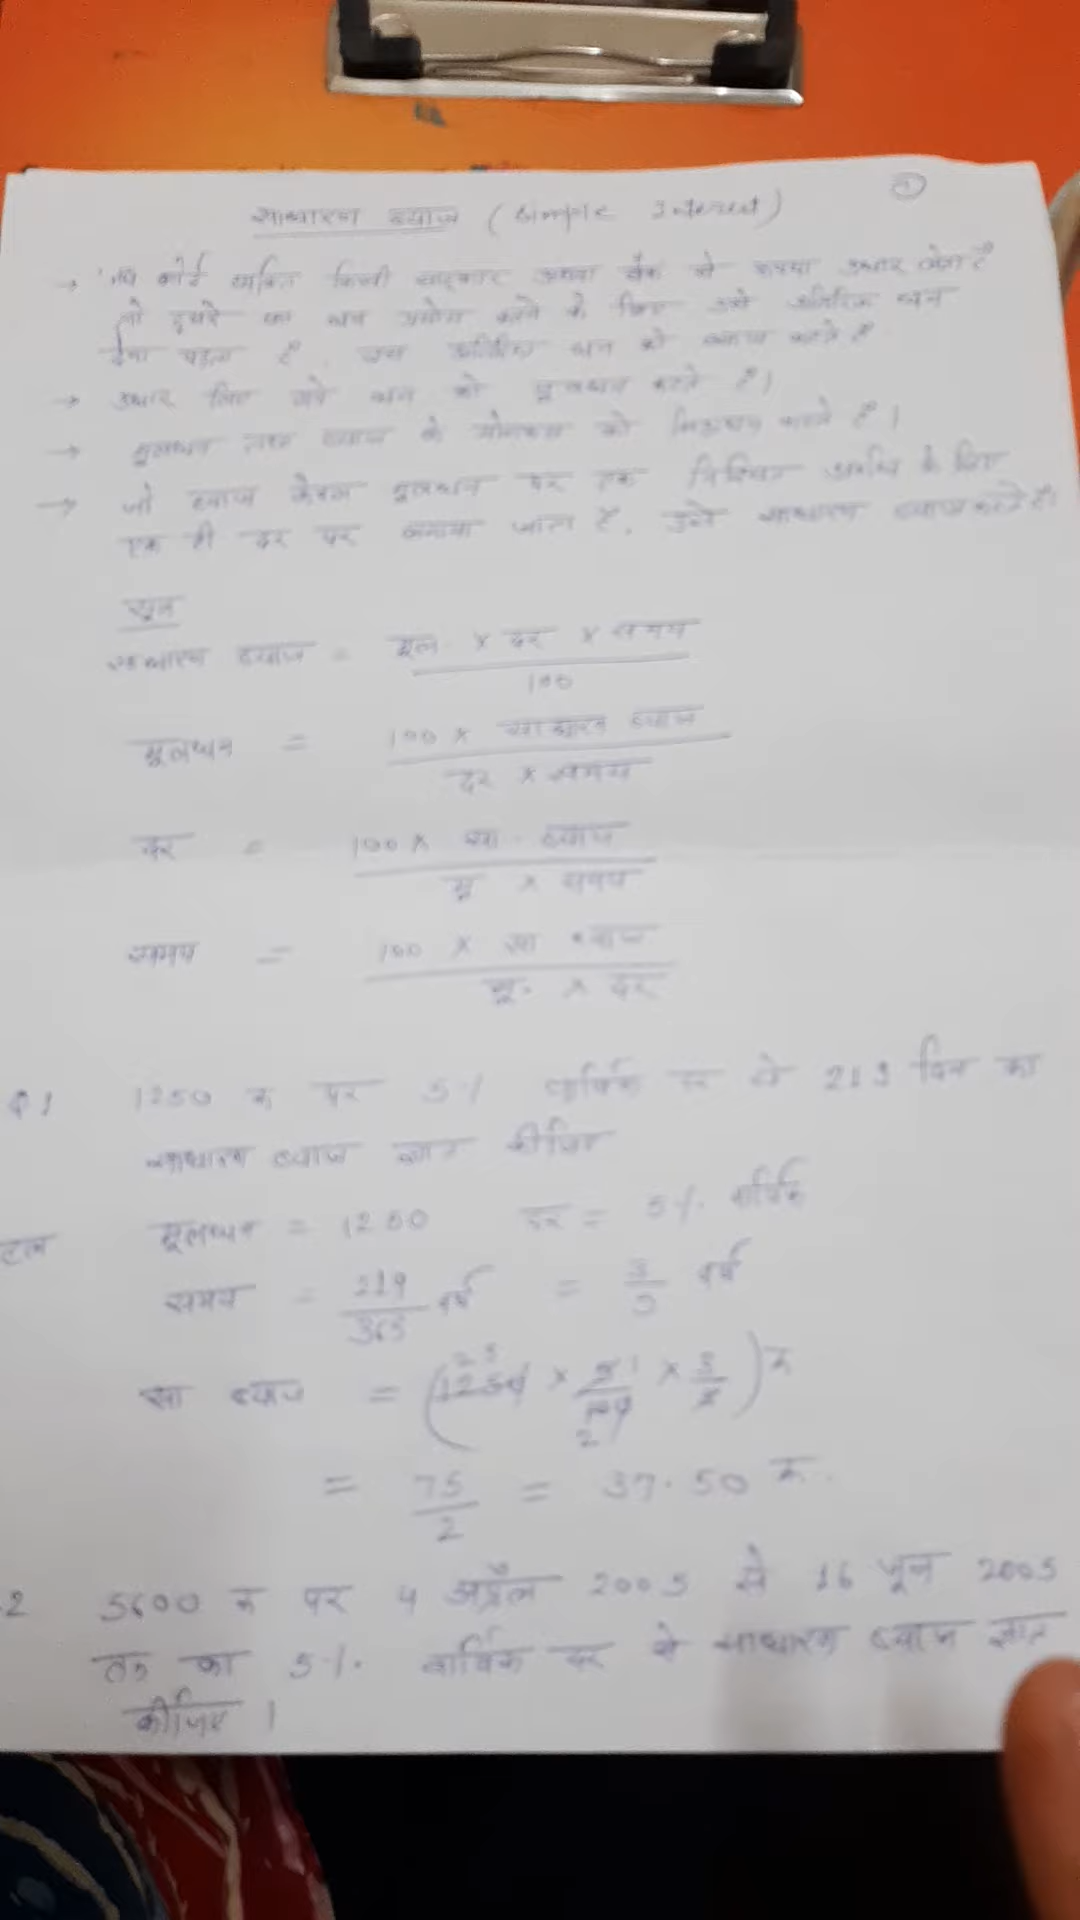 ①
साधारण ब्याज (Simple Interest)
→ जब कोई व्यक्ति किसी साहूकार अथवा बैंक से रुपया उधार लेता है
तो दूसरे का धन प्रयोग करने के लिए उसे अतिरिक्त धन
देना पड़ता है. इस अतिरिक्त धन को ब्याज कहते है
→ उधार लिए गये धन को मूलधन कहते है।
→ मूलधन तथा ब्याज के योगफल को मिश्रधन कहते है।
→ जो ब्याज केवल मूलधन पर एक निश्चित अवधि के लिए
एक ही दर पर लगाया जाता है, उसे साधारण ब्याज कहते है।
सूत्र
साधारण ब्याज = मूल × दर × समय
100
मूलधन = 100 × साधारण ब्याज
दर × समय
दर = 100 × सा. ब्याज
मू × समय
समय = 100 × सा ब्याज
मू. × दर
Q1 1250 रु पर 5% वार्षिक दर से 219 दिन का
साधारण ब्याज ज्ञात कीजिए
हल मूलधन = 1250 दर = 5% वार्षिक
समय = 219/365 वर्ष = 3/5 वर्ष
सा ब्याज = (1250 × 5/100 × 3/5) रु
= 75/2 = 37.50 रु.
2 5600 रु पर 4 अप्रैल 2005 से 16 जून 2005
तक का 5% वार्षिक दर से साधारण ब्याज ज्ञात
कीजिए।